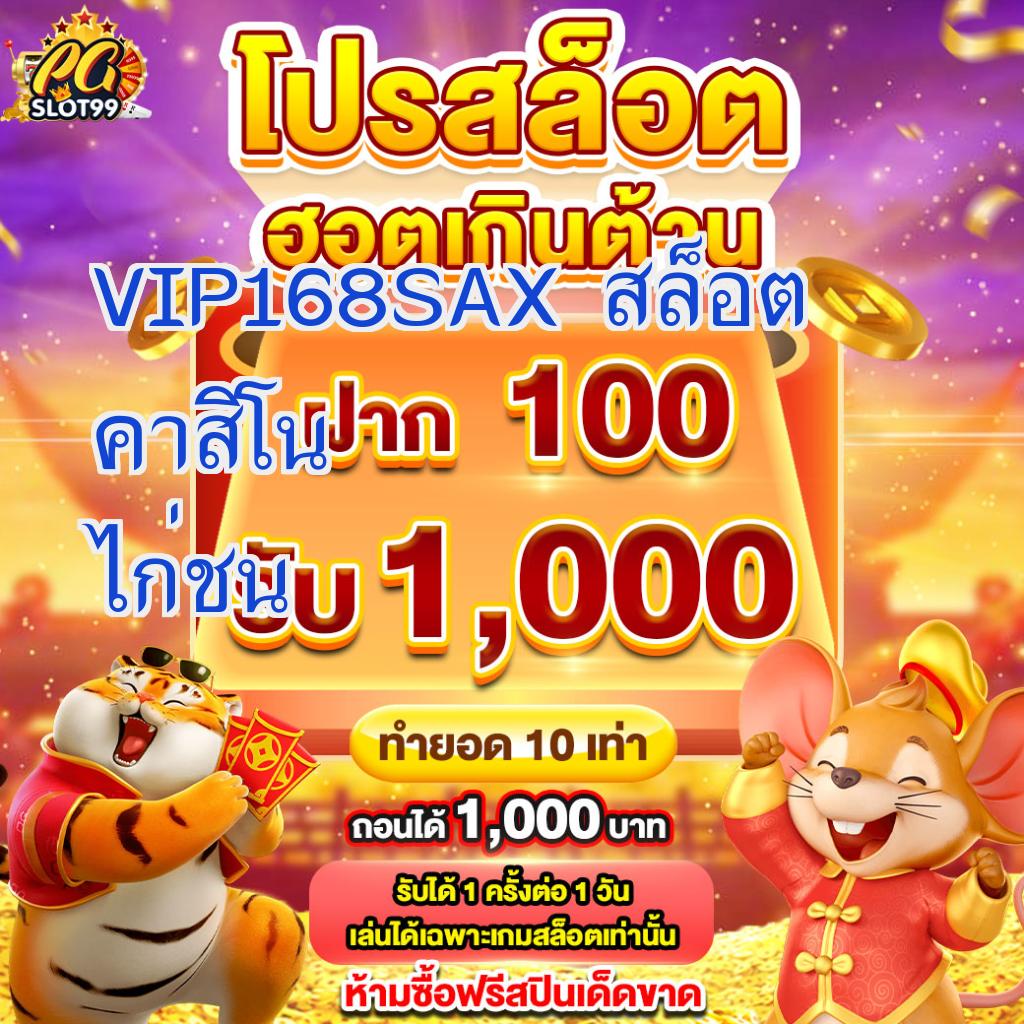 PG
SLOT99
โปรสล็อต
ฮอตเกินต้าน
VIP168SAX สล็อต
ฝาก 100
คาสิโน
รับ 1,000
ไก่ชน
ทำยอด 10 เท่า
ถอนได้ 1,000 บาท
รับได้ 1 ครั้งต่อ 1 วัน
เล่นได้เฉพาะเกมสล็อตเท่านั้น
ห้ามซื้อฟรีสปินเด็ดขาด